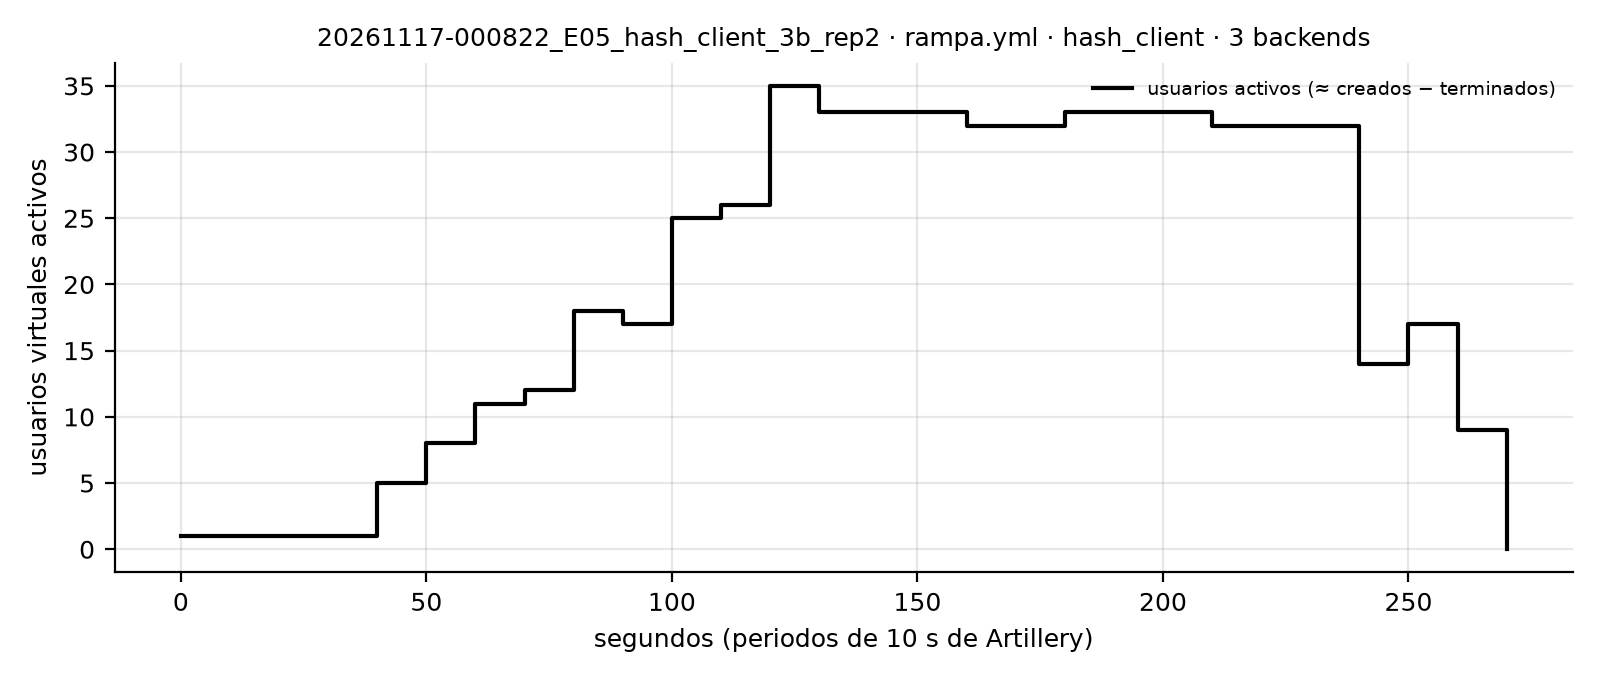 20261117-000822_E05_hash_client_3b_rep2 · rampa.yml · hash_client · 3 backends
usuarios activos (≈ creados − terminados)
usuarios virtuales activos
35
30
25
20
15
10
5
0
0 50 100 150 200 250
segundos (periodos de 10 s de Artillery)